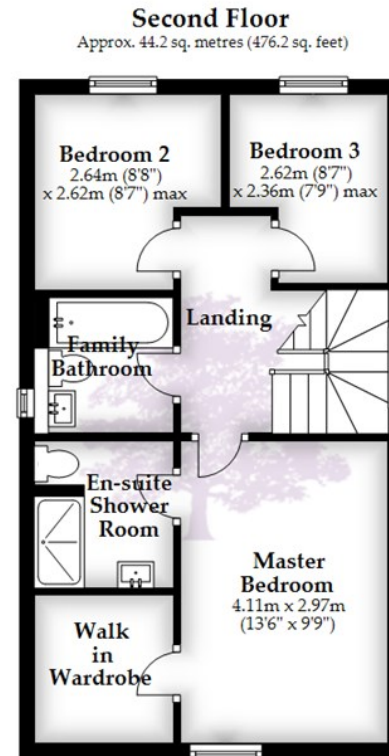 Second Floor
Approx. 44.2 sq. metres (476.2 sq. feet)
Bedroom 2
2.64m (8'8")
x 2.62m (8'7") max
Bedroom 3
2.62m (8'7")
x 2.36m (7'9") max
Landing
Family
Bathroom
En-suite
Shower
Room
Master
Bedroom
4.11m x 2.97m
(13'6" x 9'9")
Walk
in
Wardrobe